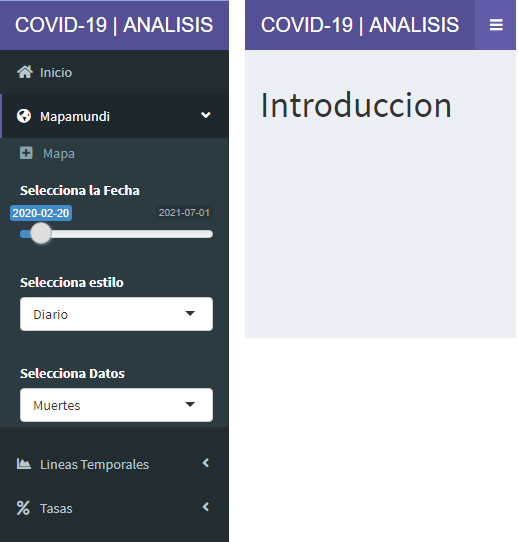 COVID-19 | ANALISIS
Inicio
Mapamundi
Mapa
Selecciona la Fecha
2020-02-20 2021-07-01
Selecciona estilo
Diario
Selecciona Datos
Muertes
Lineas Temporales
Tasas
COVID-19 | ANALISIS
Introduccion